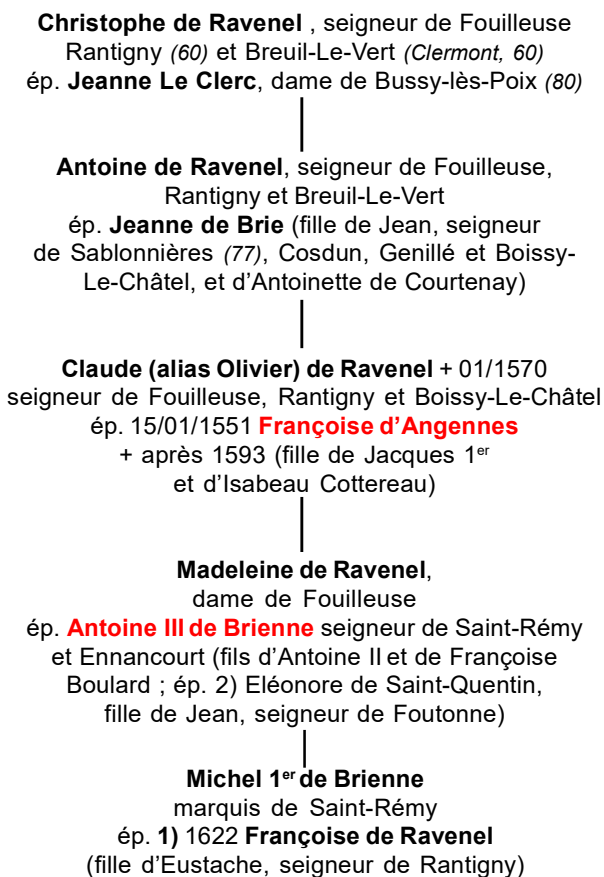 Christophe de Ravenel , seigneur de Fouilleuse
Rantigny (60) et Breuil-Le-Vert (Clermont, 60)
ép. Jeanne Le Clerc, dame de Bussy-lès-Poix (80)
Antoine de Ravenel, seigneur de Fouilleuse,
Rantigny et Breuil-Le-Vert
ép. Jeanne de Brie (fille de Jean, seigneur
de Sablonnières (77), Cosdun, Genillé et Boissy-
Le-Châtel, et d’Antoinette de Courtenay)
Claude (alias Olivier) de Ravenel + 01/1570
seigneur de Fouilleuse, Rantigny et Boissy-Le-Châtel
ép. 15/01/1551 Françoise d’Angennes
+ après 1593 (fille de Jacques 1er
et d’Isabeau Cottereau)
Madeleine de Ravenel,
dame de Fouilleuse
ép. Antoine III de Brienne seigneur de Saint-Rémy
et Ennancourt (fils d’Antoine II et de Françoise
Boulard ; ép. 2) Eléonore de Saint-Quentin,
fille de Jean, seigneur de Foutonne)
Michel 1er de Brienne
marquis de Saint-Rémy
ép. 1) 1622 Françoise de Ravenel
(fille d’Eustache, seigneur de Rantigny)